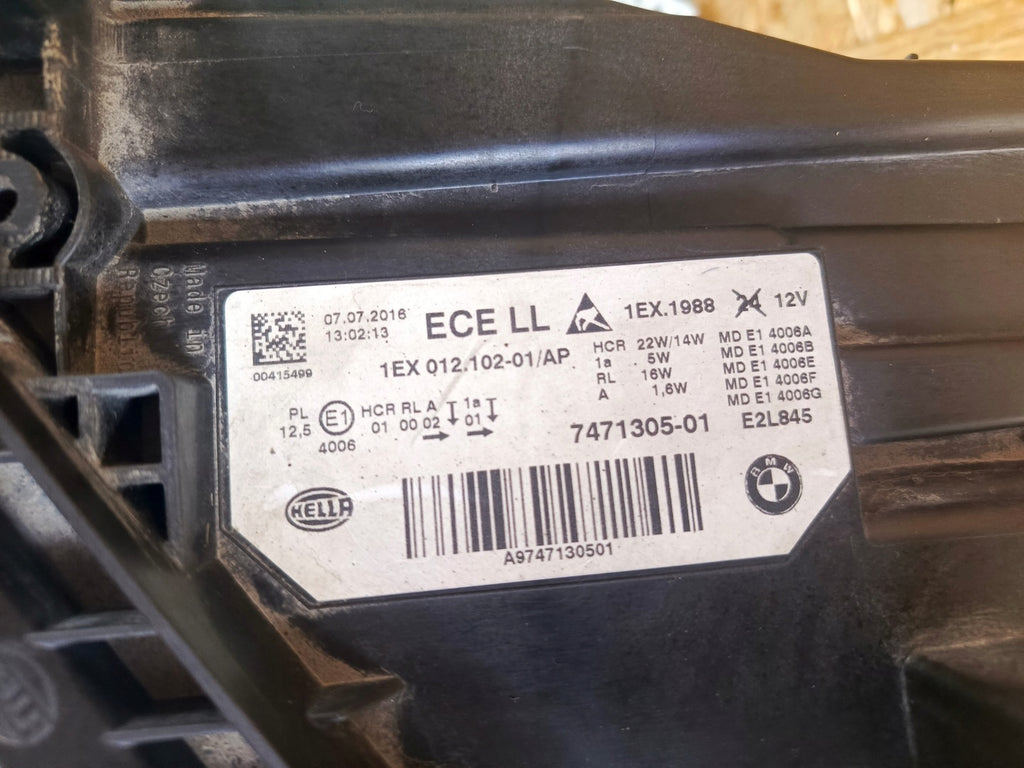 Made in
Czech
Republic
07.07.2016
13:02:13
ECE LL
1EX.1988
24 12V
00415499
1EX 012.102-01/AP
HCR 22W/14W
1a 5W
RL 16W
A 1,6W
MD E1 4006A
MD E1 4006B
MD E1 4006E
MD E1 4006F
MD E1 4006G
PL
12,5
E1
4006
HCR RL A 1a
01 00 02 01
7471305-01
E2L845
HELLA
BMW
A9747130501